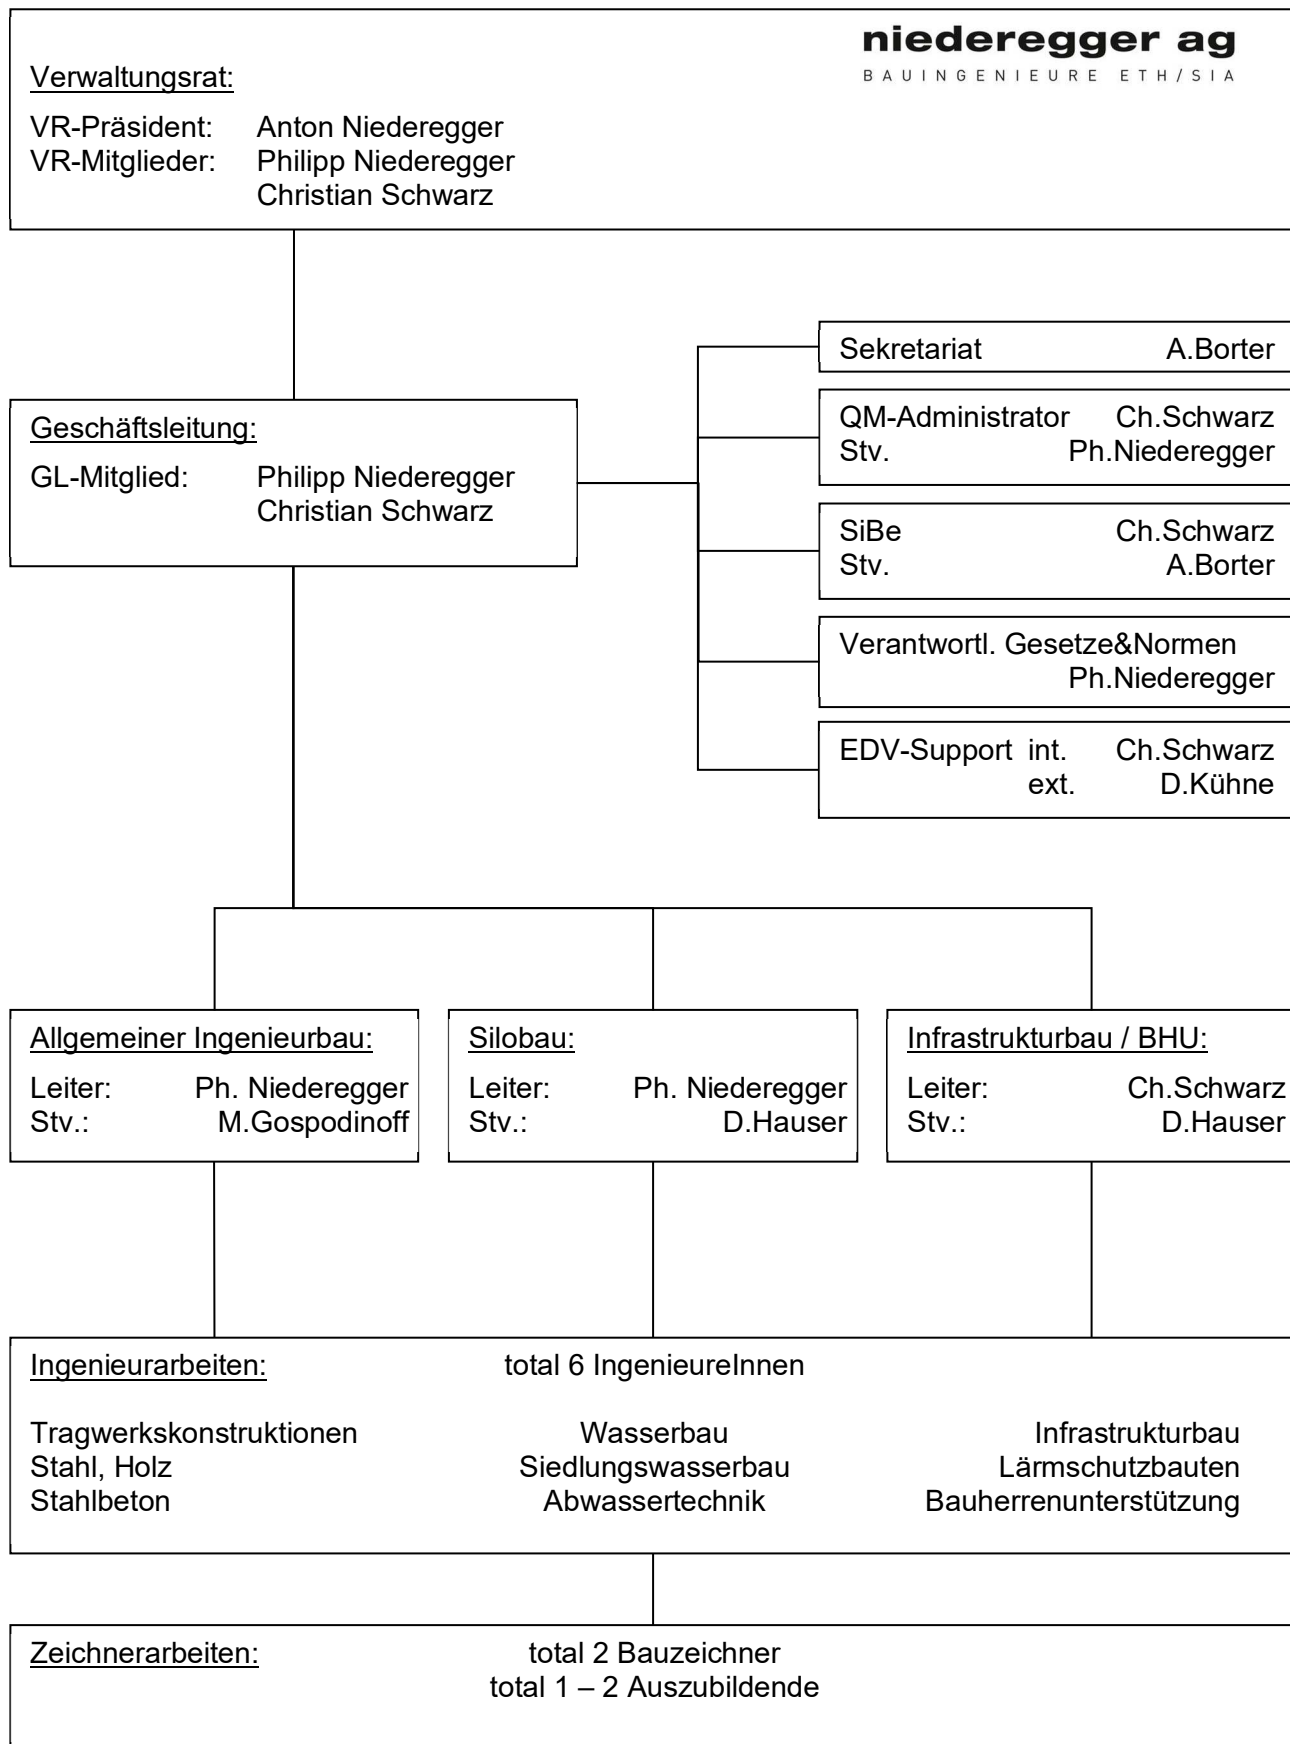 niederegger ag
BAUINGENIEURE ETH/SIA
Verwaltungsrat:
VR-Präsident: Anton Niederegger
VR-Mitglieder: Philipp Niederegger
Christian Schwarz
Sekretariat A.Borter
QM-Administrator Ch.Schwarz
Stv. Ph.Niederegger
SiBe Ch.Schwarz
Stv. A.Borter
Verantwortl. Gesetze&Normen
Ph.Niederegger
EDV-Support int. Ch.Schwarz
ext. D.Kühne
Geschäftsleitung:
GL-Mitglied: Philipp Niederegger
Christian Schwarz
Allgemeiner Ingenieurbau:
Leiter: Ph. Niederegger
Stv.: M.Gospodinoff
Silobau:
Leiter: Ph. Niederegger
Stv.: D.Hauser
Infrastrukturbau / BHU:
Leiter: Ch.Schwarz
Stv.: D.Hauser
Ingenieurarbeiten: total 6 IngenieureInnen
Tragwerkskonstruktionen Wasserbau Infrastrukturbau
Stahl, Holz Siedlungswasserbau Lärmschutzbauten
Stahlbeton Abwassertechnik Bauherrenunterstützung
Zeichnerarbeiten: total 2 Bauzeichner
total 1 – 2 Auszubildende